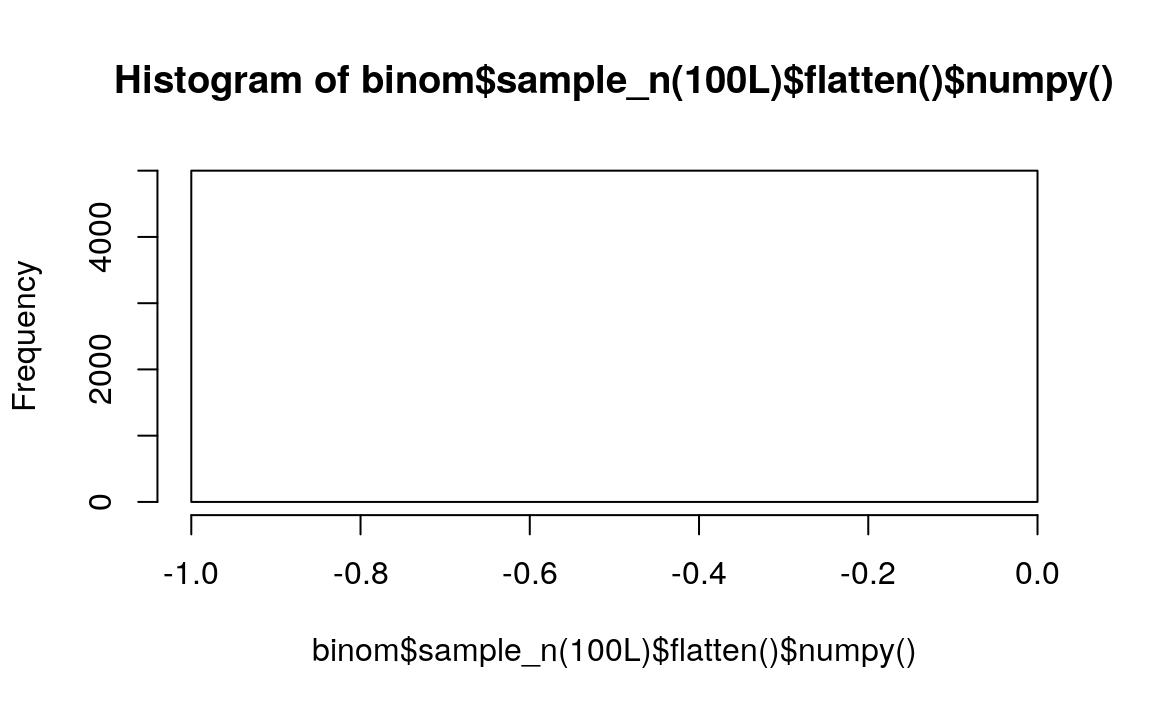 Histogram of binom$sample_n(100L)$flatten()$numpy()
Frequency
4000
2000
0
-1.0 -0.8 -0.6 -0.4 -0.2 0.0
binom$sample_n(100L)$flatten()$numpy()